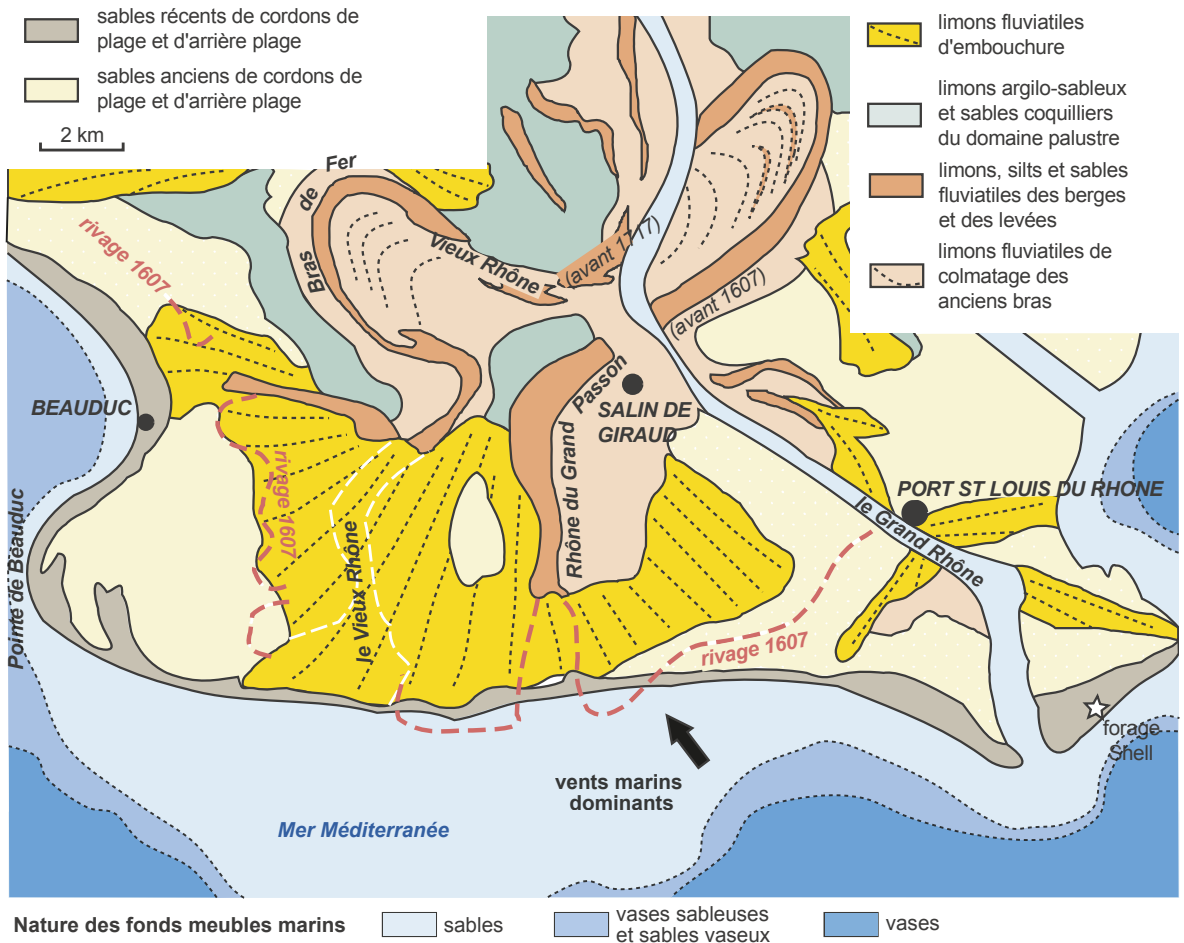 sables récents de cordons de
plage et d'arrière plage
sables anciens de cordons de
plage et d'arrière plage
2 km
limons fluviatiles
d'embouchure
limons argilo-sableux
et sables coquilliers
du domaine palustre
limons, silts et sables
fluviatiles des berges
et des levées
limons fluviatiles de
colmatage des
anciens bras
Bras de Fer
Vieux Rhône
(avant 1717)
(avant 1607)
rivage 1607
BEAUDUC
Pointe de Beauduc
rivage 1607
le Vieux Rhône
Rhône du Grand Passon
SALIN DE
GIRAUD
PORT ST LOUIS DU RHONE
le Grand Rhône
rivage 1607
forage
Shell
vents marins
dominants
Mer Méditerranée
Nature des fonds meubles marins
sables
vases sableuses
et sables vaseux
vases